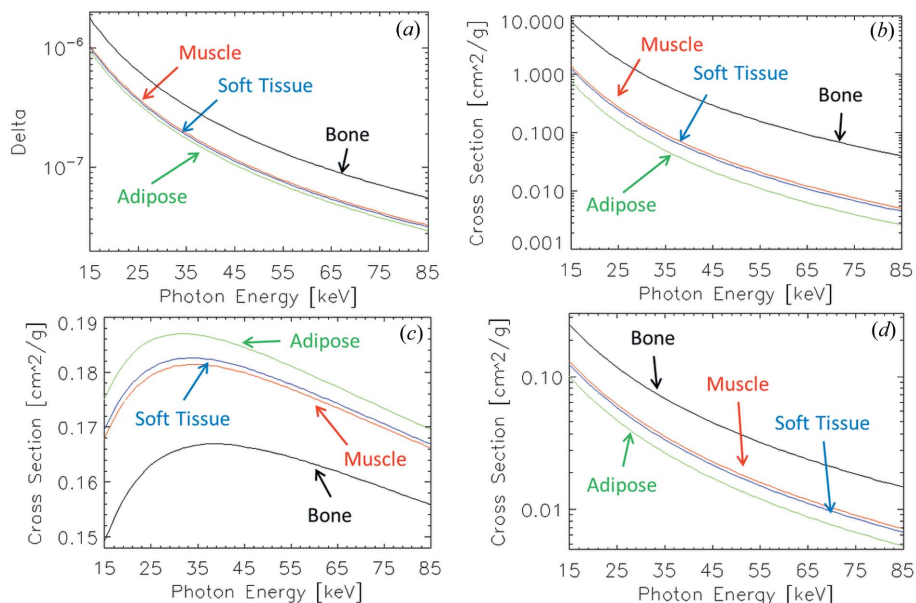 (a)
10^-6
10^-7
Delta
Muscle
Soft Tissue
Bone
Adipose
15 25 35 45 55 65 75 85
Photon Energy [keV]
(b)
10.000
1.000
0.100
0.010
0.001
Cross Section [cm^2/g]
Muscle
Soft Tissue
Bone
Adipose
15 25 35 45 55 65 75 85
Photon Energy [keV]
(c)
0.19
0.18
0.17
0.16
0.15
Cross Section [cm^2/g]
Adipose
Soft Tissue
Muscle
Bone
15 25 35 45 55 65 75 85
Photon Energy [keV]
(d)
0.10
0.01
Cross Section [cm^2/g]
Bone
Muscle
Soft Tissue
Adipose
15 25 35 45 55 65 75 85
Photon Energy [keV]